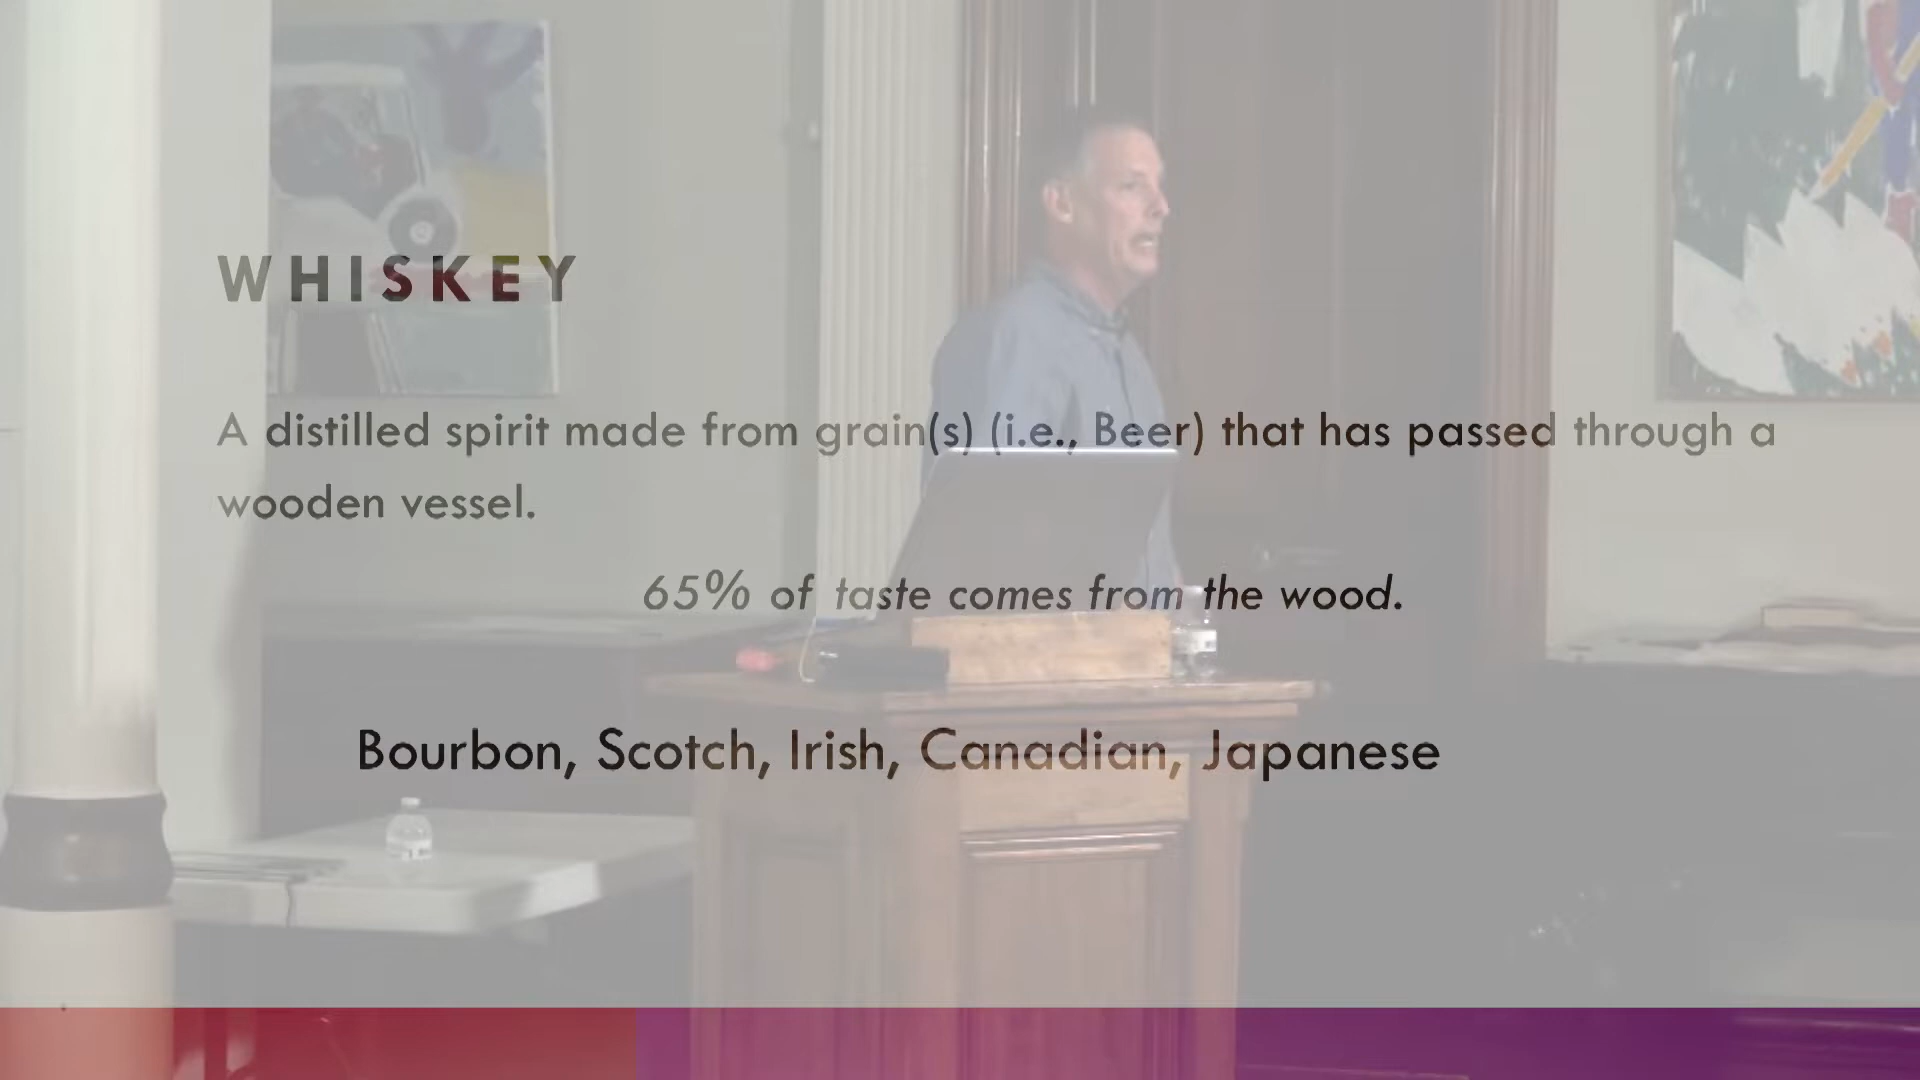 WHISKEY
A distilled spirit made from grain(s) (i.e., Beer) that has passed through a
wooden vessel.
65% of taste comes from the wood.
Bourbon, Scotch, Irish, Canadian, Japanese